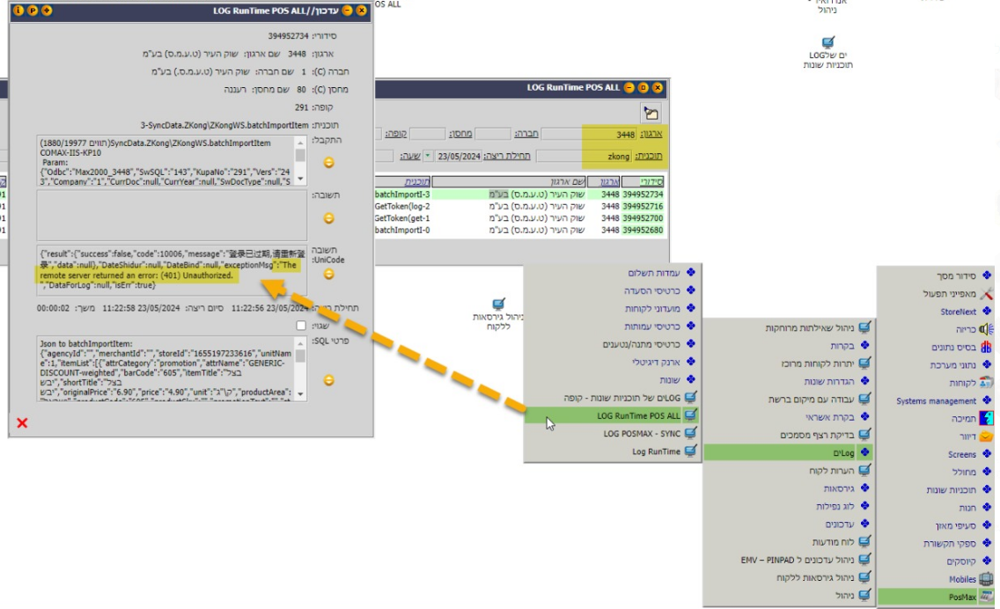 LOG RunTime POS ALL//עדכון
סידורי: 394952734
ארגון: 3448 שם ארגון: שוק העיר (ט.ע.מ.ס) בע"מ
חברה (C): 1 שם חברה: שוק העיר (ט.ע.מ.ס.) בע"מ
מחסן (C): 80 שם מחסן: רעננה
קופה: 291
תוכנית: 3-SyncData.ZKong\ZKongWS.batchImportItem
התקבל:
(1880/19977 תווים)SyncData.ZKong\ZKongWS.batchImportItem
COMAX-IIS-KP10
Param:
{"Odbc":"Max2000_3448","SwSQL":"143","KupaNo":"291","Vers":"24
3","Company":"1","CurrDoc":null,"CurrYear":null,"SwDocType":null,"S
תשובה:
תשובה
UniCode:
{"result":{"success":false,"code":10006,"message":"登录已过期,请重新登
录","data":null},"DateShidur":null,"DateBind":null,"exceptionMsg":"The
remote server returned an error: (401) Unauthorized.
","DataForLog":null,"isErr":true}
תחילת ריצה: 23/05/2024 11:22:56 סיום ריצה: 23/05/2024 11:22:58 משך: 00:00:02
שגוי:
פרטי SQL:
Json to batchImportItem:
{"agencyId":"","merchantId":"","storeId":"1655197233616","unitNam
e":1,"itemList":[{"attrCategory":"promotion","attrName":"GENERIC-
DISCOUNT-weighted","barCode":"605","itemTitle":"בצל
יבש","shortTitle":"בצל
יבש","originalPrice":"6.90","price":"4.90","unit":"ק\"ג","productArea":
OS ALL
ניהול
LOGים של
תוכניות שונות
LOG RunTime POS ALL
ארגון: 3448 חברה: מחסן: קופה:
תוכנית: zkong תחילת ריצה: 23/05/2024 שעה:
סידורי ארגון שם ארגון תוכנית
394952734 3448 שוק העיר (ט.ע.מ.ס) בע"מ batchImportI-3
394952716 3448 שוק העיר (ט.ע.מ.ס) בע"מ GetToken(log-2
394952700 3448 שוק העיר (ט.ע.מ.ס) בע"מ GetToken(get-1
394952680 3448 שוק העיר (ט.ע.מ.ס) בע"מ batchImportI-0
ניהול גירסאות
ללקוח
סידור מסך
מאפייני תפעול
StoreNext
כריזה
בסיס נתונים
נתוני מערכת
לקוחות
Systems management
תמיכה
דיוור
Screens
מחולל
תוכניות שונות
חנות
סעיפי מאזן
ספקי תקשורת
קיוסקים
Mobiles
PosMax
ניהול שאילתות מרוחקות
בקרות
יתרות לקוחות מרוכז
הגדרות שונות
עבודה עם מיקום ברשת
בקרת אשראי
בדיקת רצף מסמכים
Logים
הערות לקוח
גירסאות
לוג נפילות
עדכונים
לוח מודעות
ניהול עדכונים ל EMV – PINPAD
ניהול גירסאות ללקוח
ניהול
עמדות תשלום
כרטיסי הסעדה
מועדוני לקוחות
כרטיסי עמותות
כרטיסי מתנה/נטענים
ארנק דיגיטלי
שונות
LOGים של תוכניות שונות - קופה
LOG RunTime POS ALL
LOG POSMAX - SYNC
Log RunTime